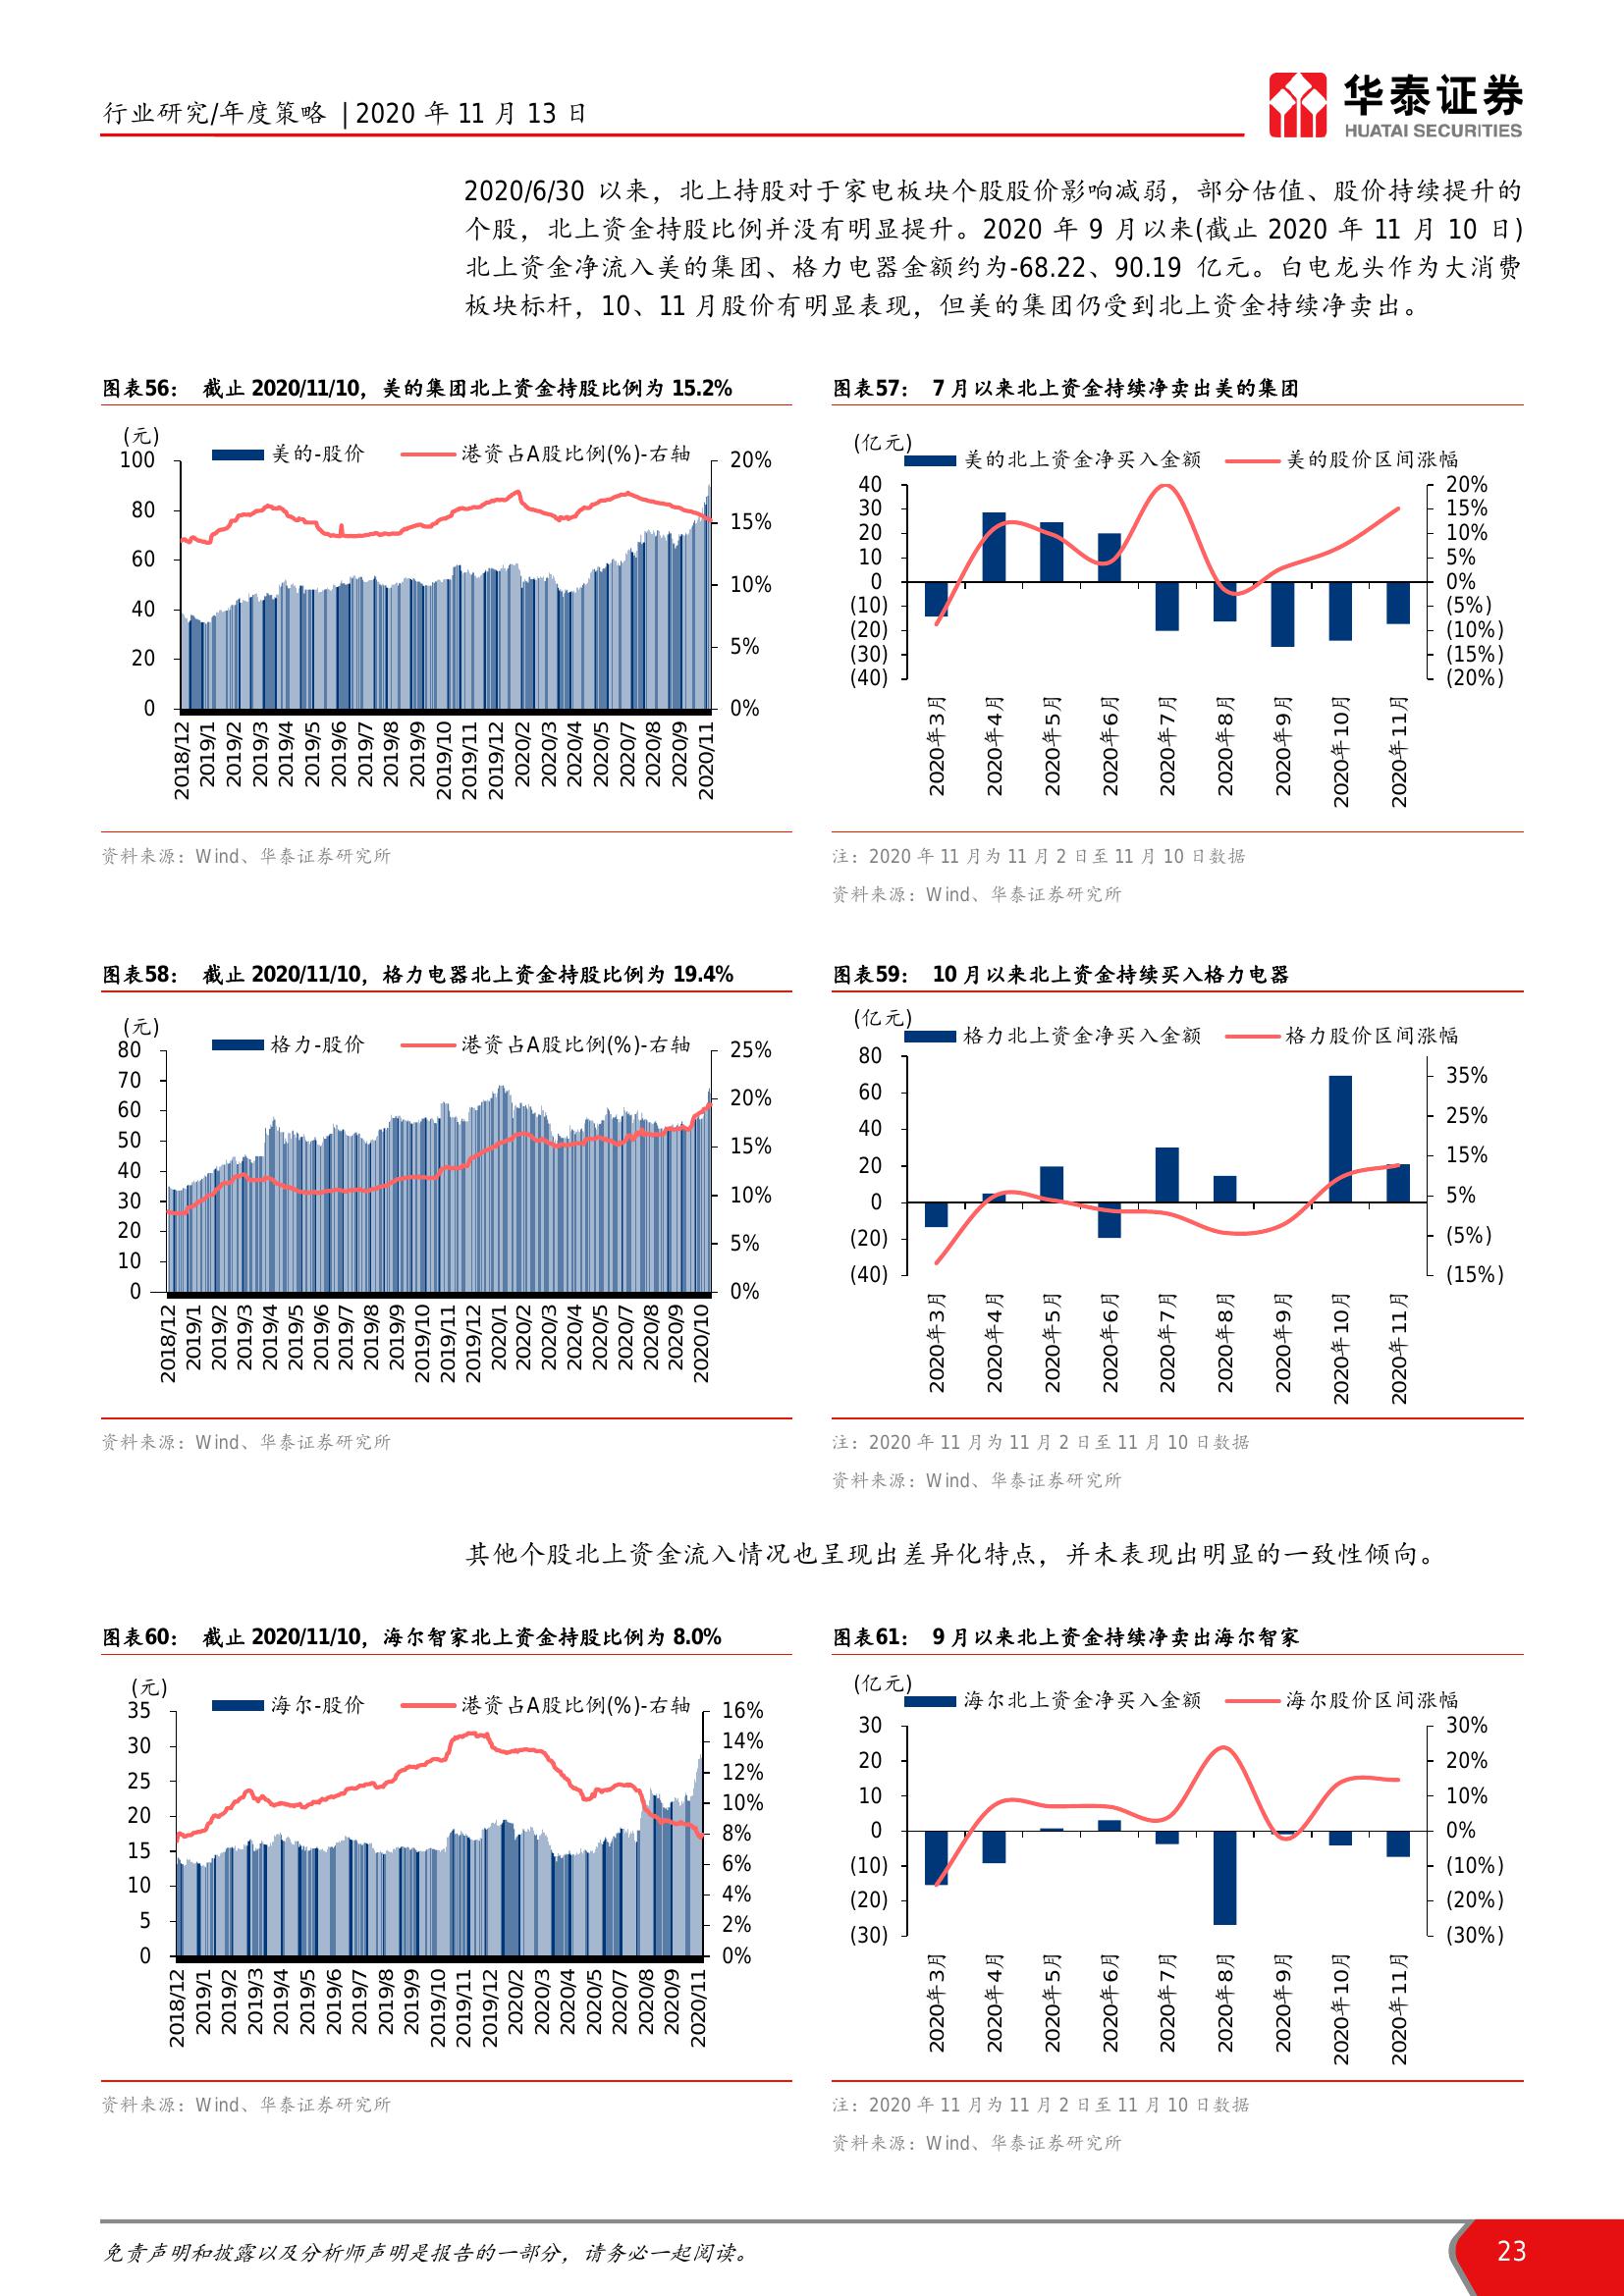 行业研究/年度策略 | 2020 年 11 月 13 日
华泰证券
HUATAI SECURITIES
2020/6/30 以来，北上持股对于家电板块个股股价影响减弱，部分估值、股价持续提升的
个股，北上资金持股比例并没有明显提升。2020 年 9 月以来(截止 2020 年 11 月 10 日)
北上资金净流入美的集团、格力电器金额约为-68.22、90.19 亿元。白电龙头作为大消费
板块标杆，10、11 月股价有明显表现，但美的集团仍受到北上资金持续净卖出。
图表56： 截止 2020/11/10，美的集团北上资金持股比例为 15.2%
(元)
美的-股价 港资占A股比例(%)-右轴
100
80
60
40
20
0
20%
15%
10%
5%
0%
2018/12 2019/1 2019/2 2019/3 2019/4 2019/5 2019/6 2019/7 2019/8 2019/9 2019/10 2019/11 2019/12 2020/2 2020/3 2020/4 2020/5 2020/7 2020/8 2020/9 2020/11
资料来源：Wind、华泰证券研究所
图表57： 7 月以来北上资金持续净卖出美的集团
(亿元)
美的北上资金净买入金额 美的股价区间涨幅
40
30
20
10
0
(10)
(20)
(30)
(40)
20%
15%
10%
5%
0%
(5%)
(10%)
(15%)
(20%)
2020年3月 2020年4月 2020年5月 2020年6月 2020年7月 2020年8月 2020年9月 2020年10月 2020年11月
注：2020 年 11 月为 11 月 2 日至 11 月 10 日数据
资料来源：Wind、华泰证券研究所
图表58： 截止 2020/11/10，格力电器北上资金持股比例为 19.4%
(元)
格力-股价 港资占A股比例(%)-右轴
80
70
60
50
40
30
20
10
0
25%
20%
15%
10%
5%
0%
2018/12 2019/1 2019/2 2019/3 2019/4 2019/5 2019/6 2019/7 2019/8 2019/9 2019/10 2019/11 2019/12 2020/1 2020/2 2020/3 2020/4 2020/5 2020/7 2020/8 2020/9 2020/10
资料来源：Wind、华泰证券研究所
图表59： 10 月以来北上资金持续买入格力电器
(亿元)
格力北上资金净买入金额 格力股价区间涨幅
80
60
40
20
0
(20)
(40)
35%
25%
15%
5%
(5%)
(15%)
2020年3月 2020年4月 2020年5月 2020年6月 2020年7月 2020年8月 2020年9月 2020年10月 2020年11月
注：2020 年 11 月为 11 月 2 日至 11 月 10 日数据
资料来源：Wind、华泰证券研究所
其他个股北上资金流入情况也呈现出差异化特点，并未表现出明显的一致性倾向。
图表60： 截止 2020/11/10，海尔智家北上资金持股比例为 8.0%
(元)
海尔-股价 港资占A股比例(%)-右轴
35
30
25
20
15
10
5
0
16%
14%
12%
10%
8%
6%
4%
2%
0%
2018/12 2019/1 2019/2 2019/3 2019/4 2019/5 2019/6 2019/7 2019/8 2019/9 2019/10 2019/11 2019/12 2020/2 2020/3 2020/4 2020/5 2020/7 2020/8 2020/9 2020/11
资料来源：Wind、华泰证券研究所
图表61： 9 月以来北上资金持续净卖出海尔智家
(亿元)
海尔北上资金净买入金额 海尔股价区间涨幅
30
20
10
0
(10)
(20)
(30)
30%
20%
10%
0%
(10%)
(20%)
(30%)
2020年3月 2020年4月 2020年5月 2020年6月 2020年7月 2020年8月 2020年9月 2020年10月 2020年11月
注：2020 年 11 月为 11 月 2 日至 11 月 10 日数据
资料来源：Wind、华泰证券研究所
免责声明和披露以及分析师声明是报告的一部分，请务必一起阅读。
23